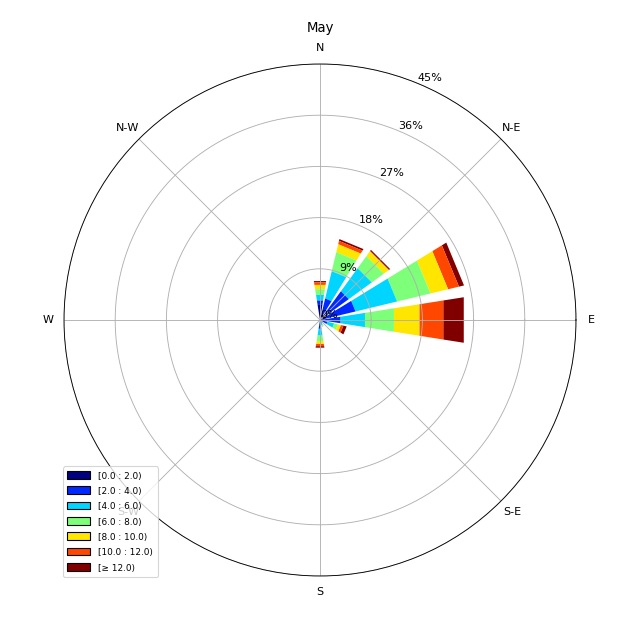 May
N
45%
N-W
36%
N-E
27%
18%
9%
0%
W
E
[0.0 : 2.0)
[2.0 : 4.0)
[4.0 : 6.0)
S-W
[6.0 : 8.0)
[8.0 : 10.0)
[10.0 : 12.0)
[≥ 12.0)
S-E
S